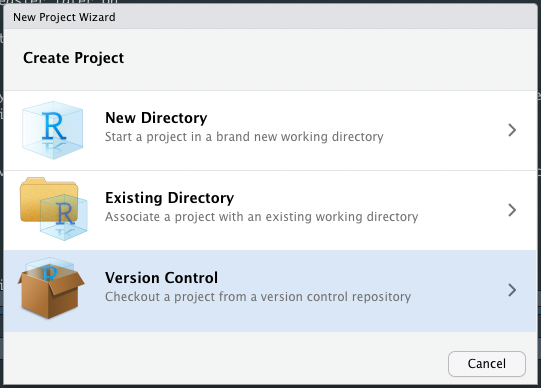 New Project Wizard
Create Project
R
New Directory
Start a project in a brand new working directory
R
Existing Directory
Associate a project with an existing working directory
R
Version Control
Checkout a project from a version control repository
Cancel